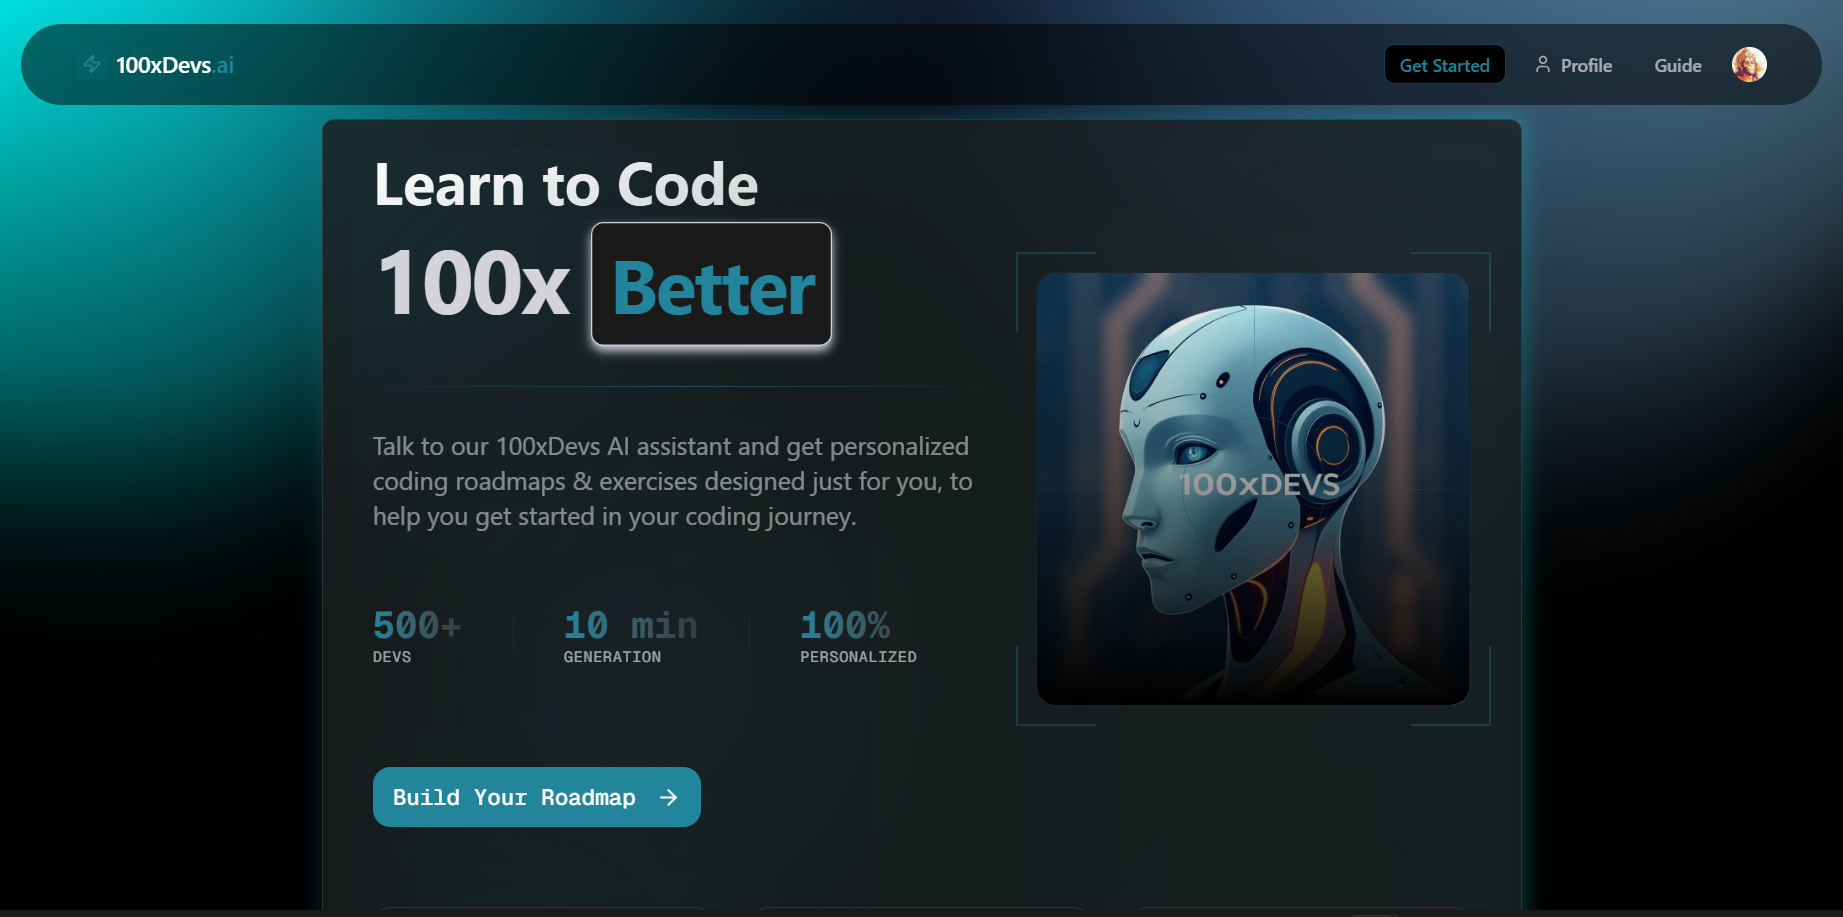 100xDevs.ai
Get Started
Profile
Guide
Learn to Code
100x Better
Talk to our 100xDevs AI assistant and get personalized
coding roadmaps & exercises designed just for you, to
help you get started in your coding journey.
100xDEVS
500+
DEVS
10 min
GENERATION
100%
PERSONALIZED
Build Your Roadmap →